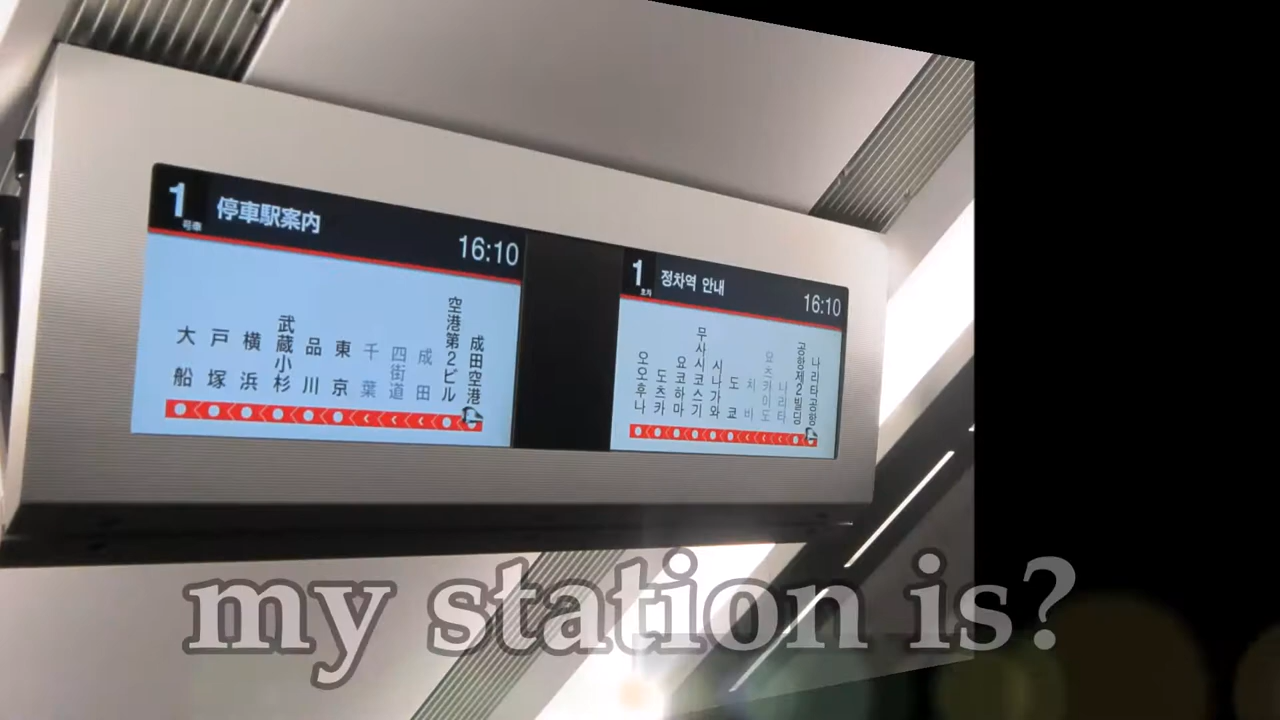 1号車 停車駅案内 16:10
大船
戸塚
横浜
武蔵小杉
品川
東京
千葉
四街道
成田
空港第2ビル
成田空港
1호차 정차역 안내 16:10
오오후나
도츠카
요코하마
무사시코스기
시나가와
도쿄
치바
요츠카이도
나리타
공항제2빌딩
나리타공항
my station is?